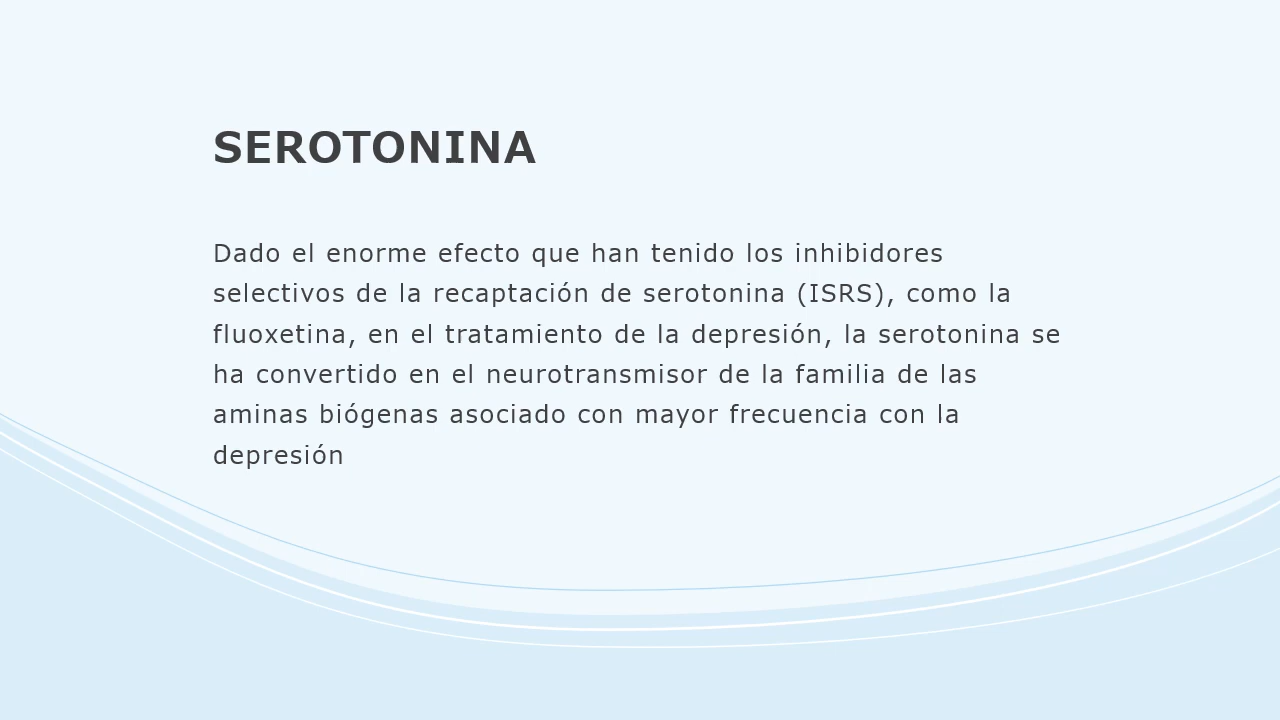 SEROTONINA
Dado el enorme efecto que han tenido los inhibidores
selectivos de la recaptación de serotonina (ISRS), como la
fluoxetina, en el tratamiento de la depresión, la serotonina se
ha convertido en el neurotransmisor de la familia de las
aminas biógenas asociado con mayor frecuencia con la
depresión